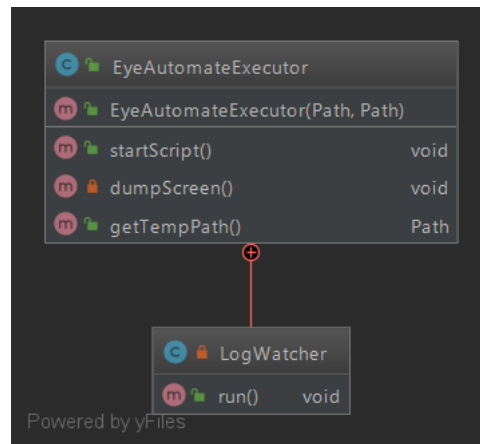 C EyeAutomateExecutor
m EyeAutomateExecutor(Path, Path)
m startScript() void
m dumpScreen() void
m getTempPath() Path
C LogWatcher
m run() void
Powered by yFiles